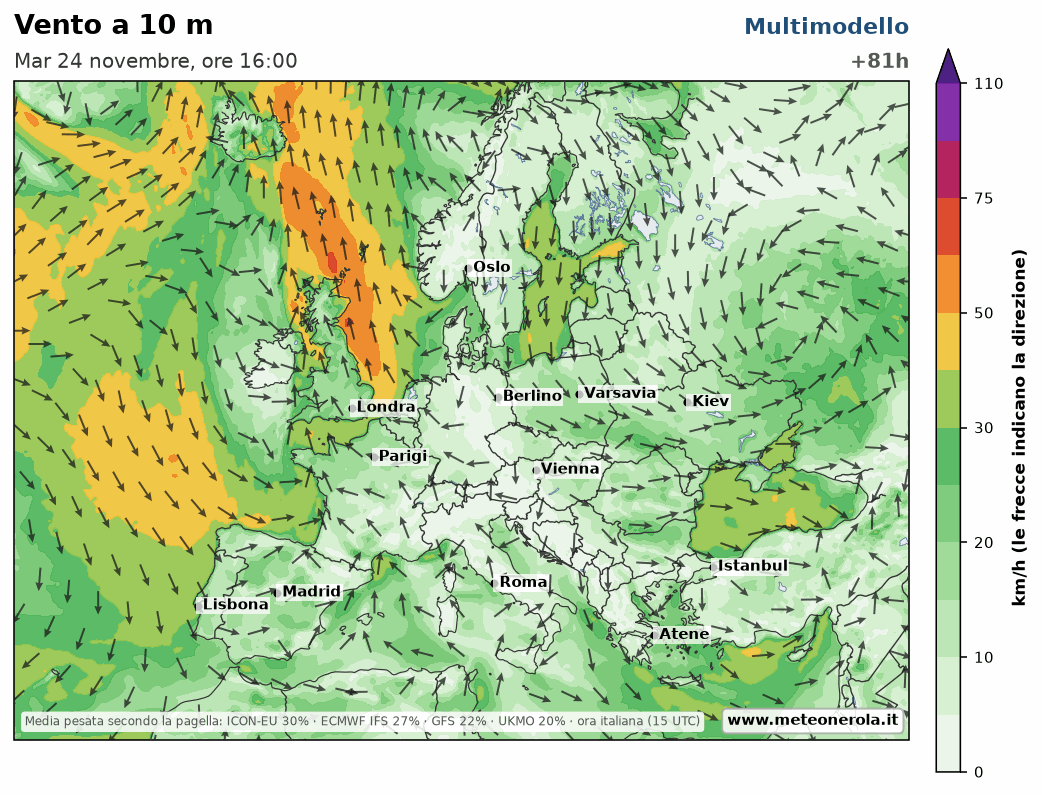 Vento a 10 m
Multimodello
Mar 24 novembre, ore 16:00
+81h
110
75
50
30
20
10
0
km/h (le frecce indicano la direzione)
Oslo
Londra
Berlino
Varsavia
Kiev
Parigi
Vienna
Istanbul
Roma
Madrid
Lisbona
Atene
Media pesata secondo la pagella: ICON-EU 30% · ECMWF IFS 27% · GFS 22% · UKMO 20% · ora italiana (15 UTC)
www.meteonerola.it